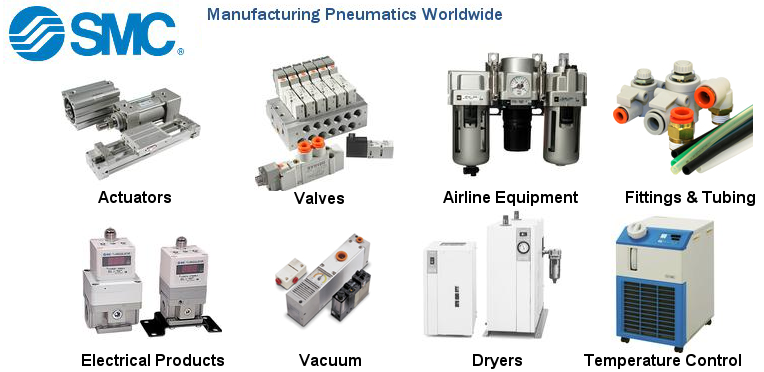 SMC®
Manufacturing Pneumatics Worldwide
Actuators
Valves
Airline Equipment
Fittings & Tubing
Electrical Products
Vacuum
Dryers
Temperature Control